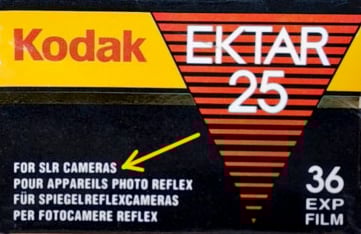 Kodak
EKTAR
25
FOR SLR CAMERAS
POUR APPAREILS PHOTO REFLEX
FÜR SPIEGELREFLEXCAMERAS
PER FOTOCAMERE REFLEX
36
EXP
FILM